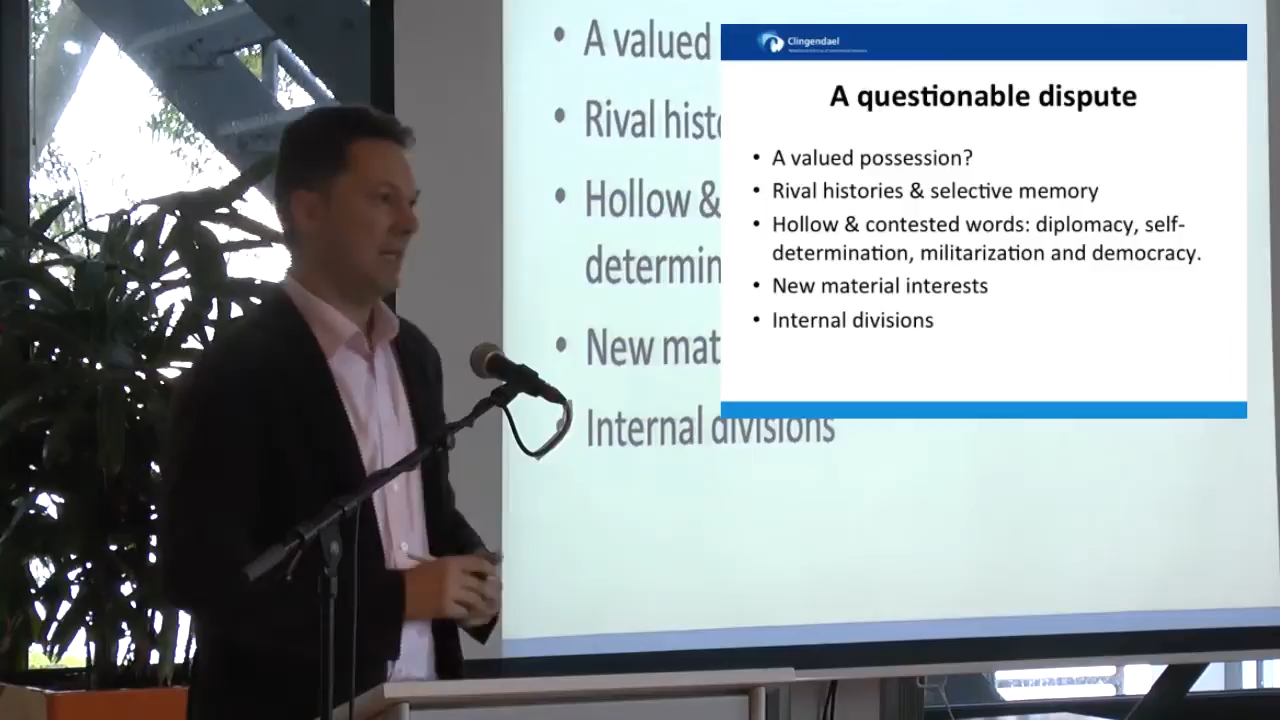 A valued
Rival histo
Hollow &
determin
New mat
Internal divisions
Clingendael
A questionable dispute
• A valued possession?
• Rival histories & selective memory
• Hollow & contested words: diplomacy, self-
determination, militarization and democracy.
• New material interests
• Internal divisions